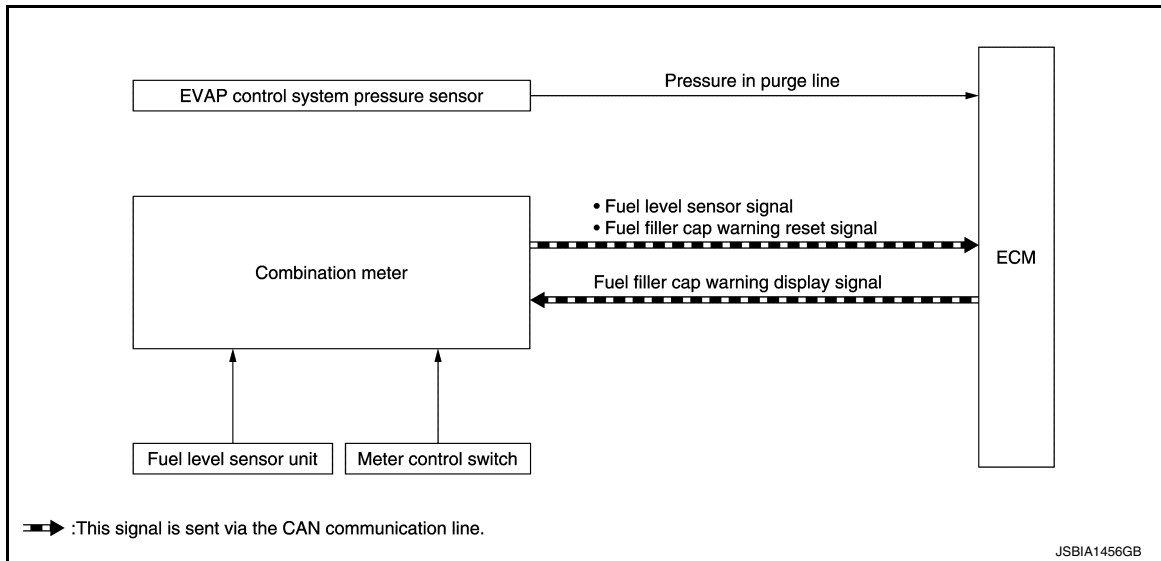 EVAP control system pressure sensor
Pressure in purge line
Combination meter
• Fuel level sensor signal
• Fuel filler cap warning reset signal
Fuel filler cap warning display signal
ECM
Fuel level sensor unit
Meter control switch
:This signal is sent via the CAN communication line.
JSBIA1456GB